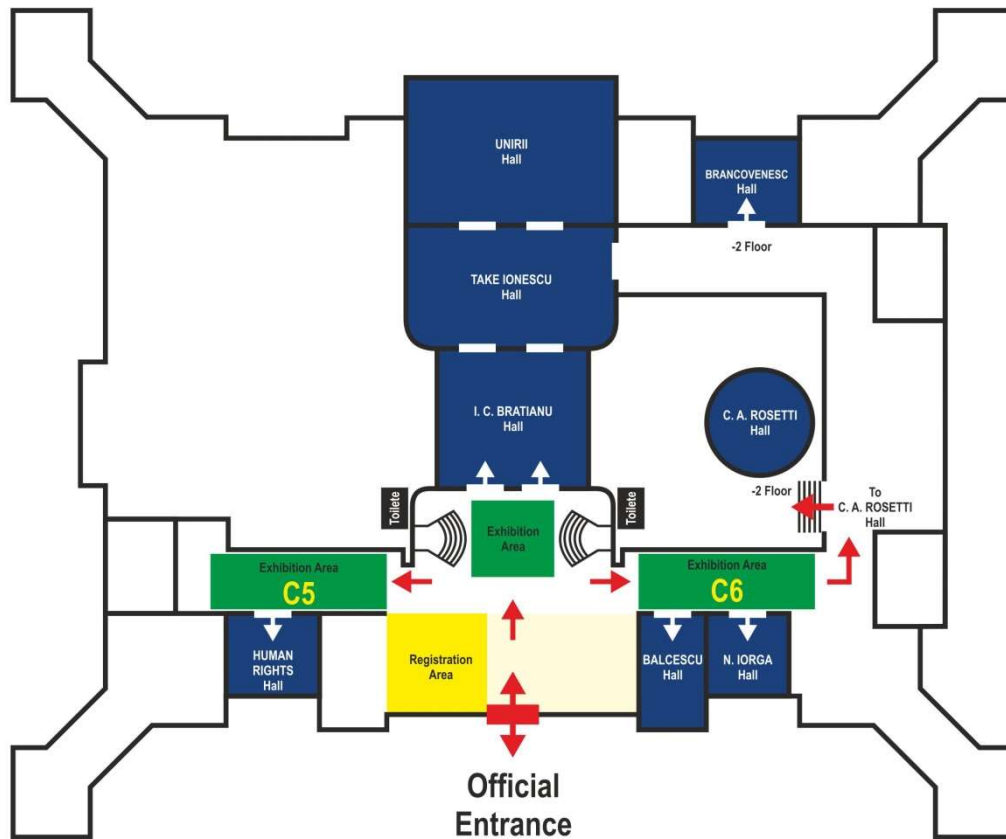 UNIRII
Hall
BRANCOVENESC
Hall
-2 Floor
TAKE IONESCU
Hall
I. C. BRATIANU
Hall
C. A. ROSETTI
Hall
-2 Floor
To
C. A. ROSETTI
Hall
Toilete
Exhibition
Area
Toilete
Exhibition Area
C5
Exhibition Area
C6
HUMAN
RIGHTS
Hall
Registration
Area
BALCESCU
Hall
N. IORGA
Hall
Official
Entrance